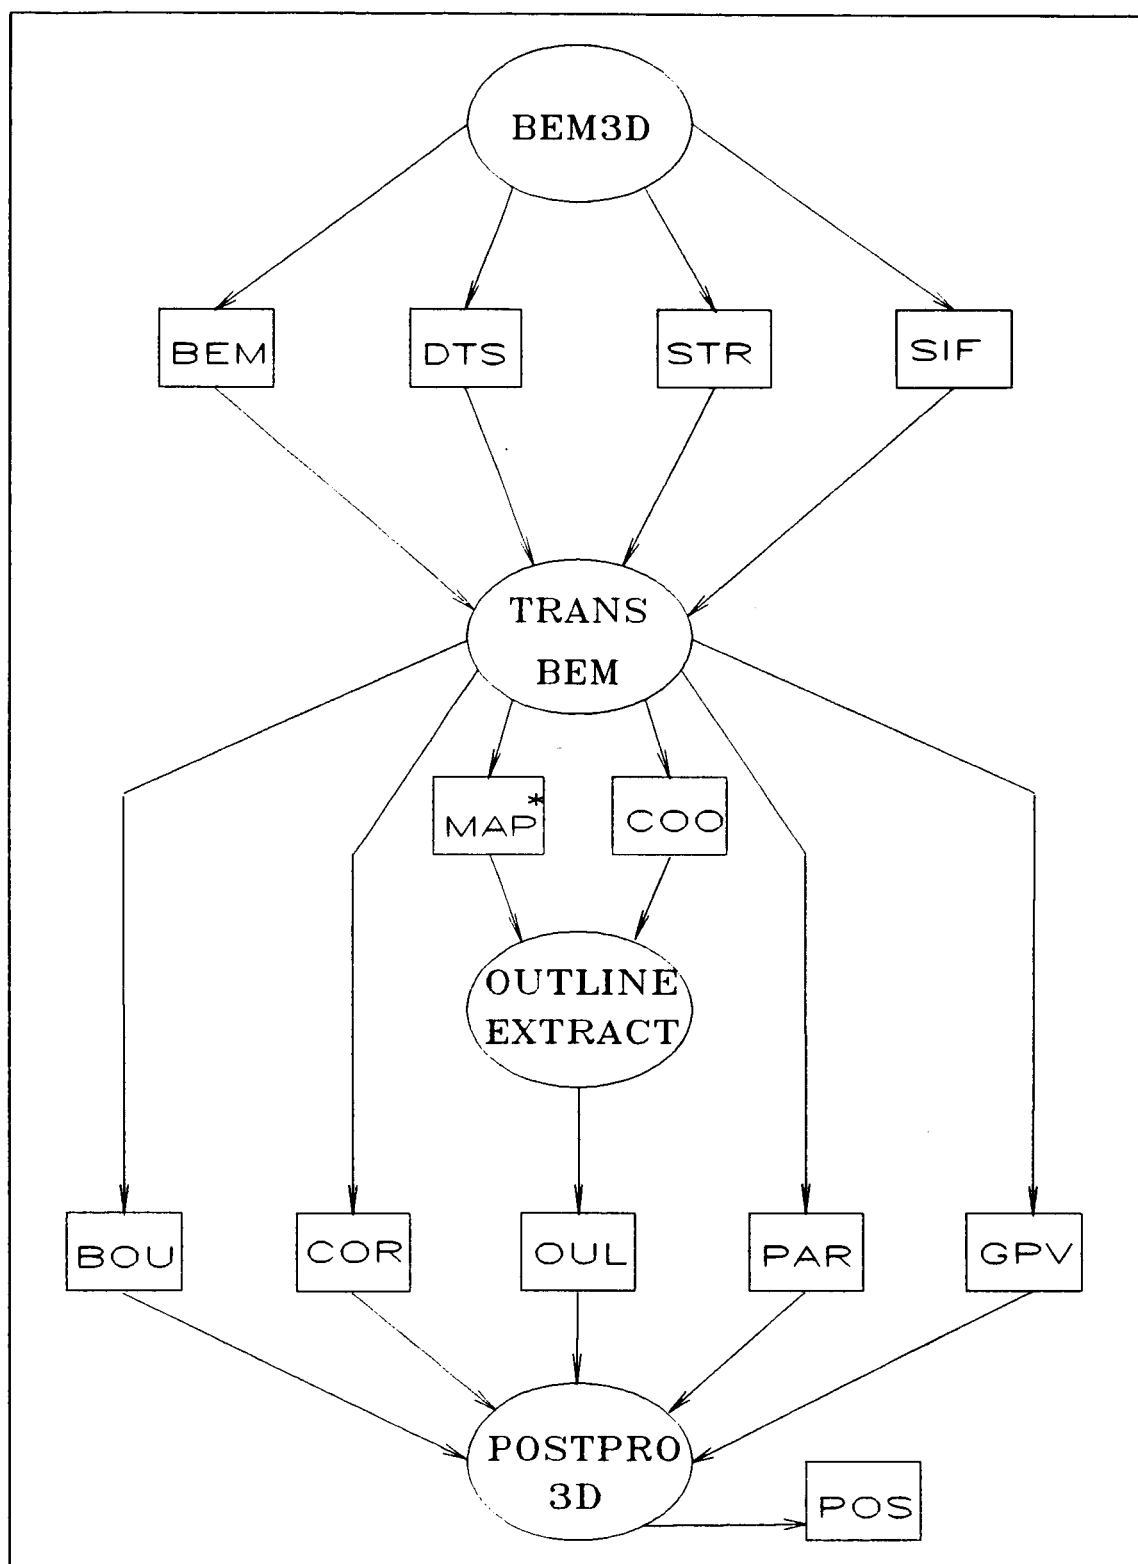 BEM3D
BEM
DTS
STR
SIF
TRANS
BEM
MAP*
COO
OUTLINE
EXTRACT
BOU
COR
OUL
PAR
GPV
POSTPRO
3D
POS